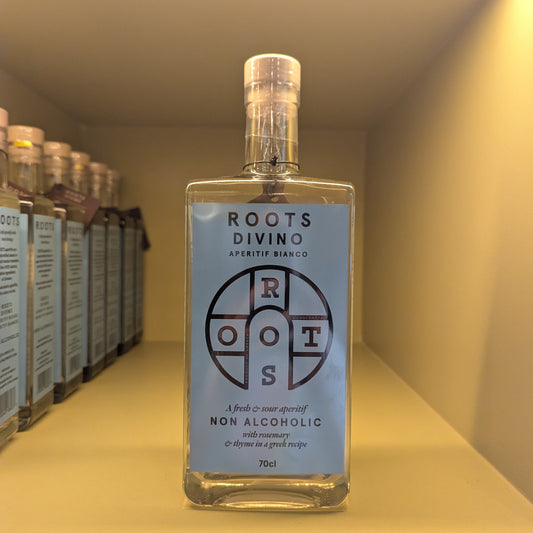 ROOTS
DIVINO
APERITIF BIANCO
R
O O T
S
A fresh & sour aperitif
NON ALCOHOLIC
with rosemary
& thyme in a greek recipe
70cl